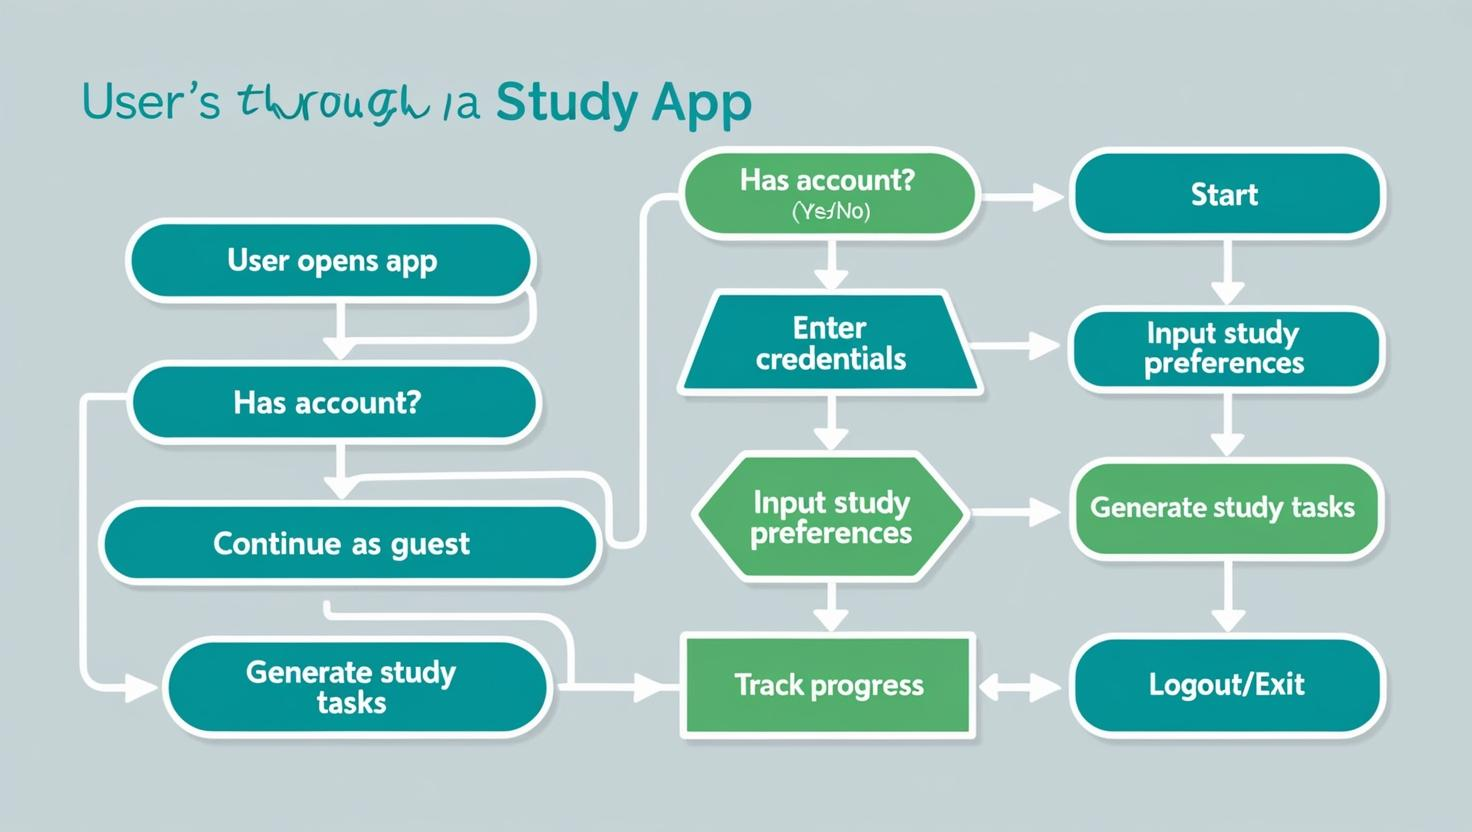 User's through a Study App
User opens app
Has account?
Continue as guest
Generate study
tasks
Has account?
(Yes/No)
Enter
credentials
Input study
preferences
Track progress
Start
Input study
preferences
Generate study tasks
Logout/Exit